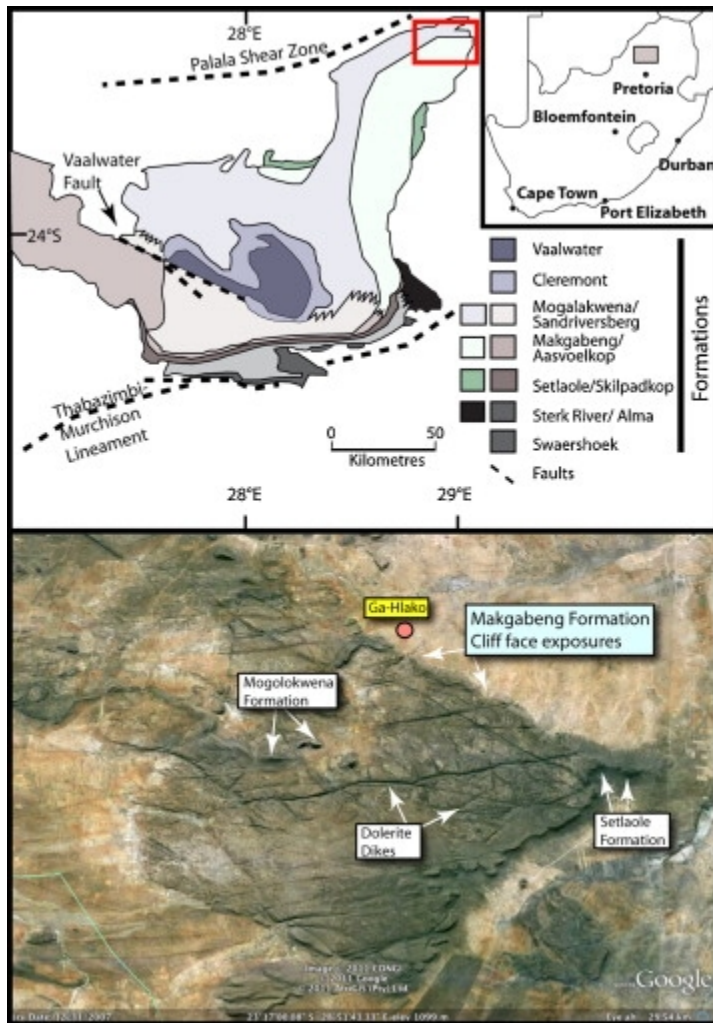 28°E
Palala Shear Zone
Vaalwater
Fault
24°S
Thabazimbi-
Murchison
Lineament
0 50
Kilometres
28°E 29°E
Pretoria
Bloemfontein
Durban
Cape Town
Port Elizabeth
Vaalwater
Cleremont
Mogalakwena/
Sandriversberg
Makgabeng/
Aasvoelkop
Setlaole/Skilpadkop
Sterk River/ Alma
Swaershoek
Faults
Formations
Ga-Hlako
Makgabeng Formation
Cliff face exposures
Mogolokwena
Formation
Dolerite
Dikes
Setlaole
Formation
© 2011 Google
Google